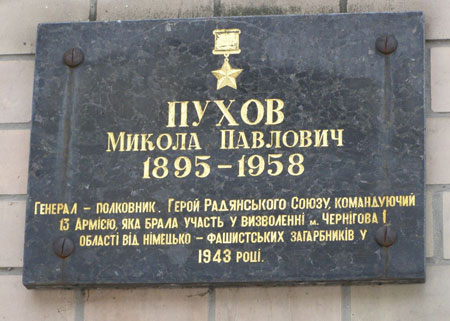 ПУХОВ
МИКОЛА ПАВЛОВИЧ
1895–1958
ГЕНЕРАЛ – ПОЛКОВНИК. ГЕРОЙ РАДЯНСЬКОГО СОЮЗУ, КОМАНДУЮЧИЙ
13 АРМІЄЮ, ЯКА БРАЛА УЧАСТЬ У ВИЗВОЛЕННІ м. ЧЕРНІГОВА І
ОБЛАСТІ ВІД НІМЕЦЬКО – ФАШИСТСЬКИХ ЗАГАРБНИКІВ У
1943 РОЦІ.